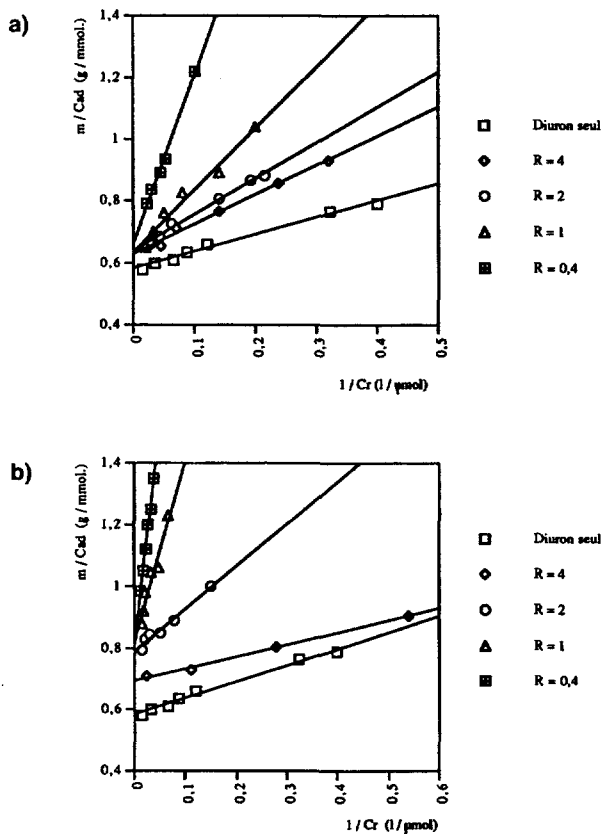 a)
m / Cad (g / mmol.)
1,4
1,2
1
0,8
0,6
0,4
0
0,1
0,2
0,3
0,4
0,5
1 / Cr (l / µmol)
Diuron seul
R = 4
R = 2
R = 1
R = 0,4
b)
m / Cad (g / mmol.)
1,4
1,2
1
0,8
0,6
0,4
0
0,1
0,2
0,3
0,4
0,5
0,6
1 / Cr (l / µmol)
Diuron seul
R = 4
R = 2
R = 1
R = 0,4